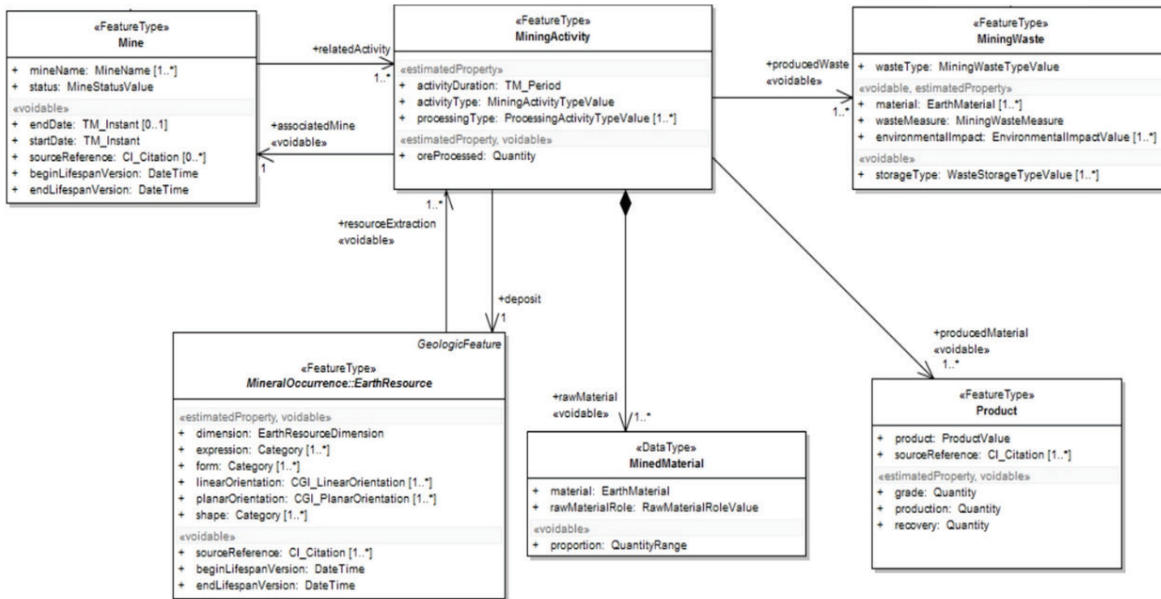 «FeatureType»
Mine
+ mineName: MineName [1..*]
+ status: MineStatusValue
«voidable»
+ endDate: TM_Instant [0..1]
+ startDate: TM_Instant
+ sourceReference: CI_Citation [0..*]
+ beginLifespanVersion: DateTime
+ endLifespanVersion: DateTime
+relatedActivity
1..*
+associatedMine
«voidable»
1
«FeatureType»
MiningActivity
«estimatedProperty»
+ activityDuration: TM_Period
+ activityType: MiningActivityTypeValue
+ processingType: ProcessingActivityTypeValue [1..*]
«estimatedProperty, voidable»
+ oreProcessed: Quantity
+producedWaste
«voidable»
1..*
«FeatureType»
MiningWaste
+ wasteType: MiningWasteTypeValue
«voidable, estimatedProperty»
+ material: EarthMaterial [1..*]
+ wasteMeasure: MiningWasteMeasure
+ environmentalImpact: EnvironmentalImpactValue [1..*]
«voidable»
+ storageType: WasteStorageTypeValue [1..*]
1..*
+resourceExtraction
«voidable»
+deposit
1
GeologicFeature
«FeatureType»
MineralOccurrence::EarthResource
«estimatedProperty, voidable»
+ dimension: EarthResourceDimension
+ expression: Category [1..*]
+ form: Category [1..*]
+ linearOrientation: CGI_LinearOrientation [1..*]
+ planarOrientation: CGI_PlanarOrientation [1..*]
+ shape: Category [1..*]
«voidable»
+ sourceReference: CI_Citation [1..*]
+ beginLifespanVersion: DateTime
+ endLifespanVersion: DateTime
+rawMaterial
«voidable»
1..*
«DataType»
MinedMaterial
+ material: EarthMaterial
+ rawMaterialRole: RawMaterialRoleValue
«voidable»
+ proportion: QuantityRange
+producedMaterial
«voidable»
1..*
«FeatureType»
Product
+ product: ProductValue
+ sourceReference: CI_Citation [1..*]
«estimatedProperty, voidable»
+ grade: Quantity
+ production: Quantity
+ recovery: Quantity